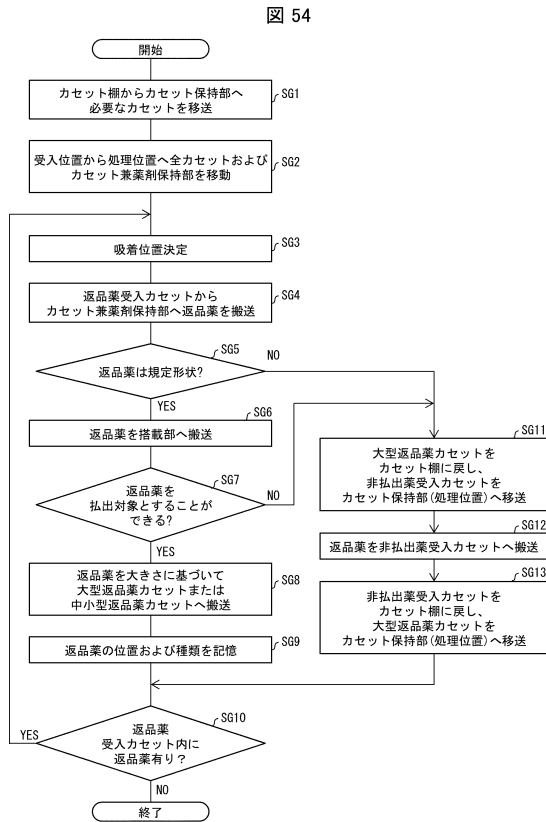 図 54
開始
カセット棚からカセット保持部へ
必要なカセットを移送
SG1
受入位置から処理位置へ全カセットおよび
カセット兼薬剤保持部を移動
SG2
吸着位置決定
SG3
返品薬受入カセットから
カセット兼薬剤保持部へ返品薬を搬送
SG4
返品薬は規定形状?
SG5
NO
YES
返品薬を搭載部へ搬送
SG6
返品薬を
払出対象とすることが
できる?
SG7
NO
YES
返品薬を大きさに基づいて
大型返品薬カセットまたは
中小型返品薬カセットへ搬送
SG8
返品薬の位置および種類を記憶
SG9
大型返品薬カセットを
カセット棚に戻し、
非払出薬受入カセットを
カセット保持部(処理位置)へ移送
SG11
返品薬を非払出薬受入カセットへ搬送
SG12
非払出薬受入カセットを
カセット棚に戻し、
大型返品薬カセットを
カセット保持部(処理位置)へ移送
SG13
返品薬
受入カセット内に
返品薬有り?
SG10
YES
NO
終了